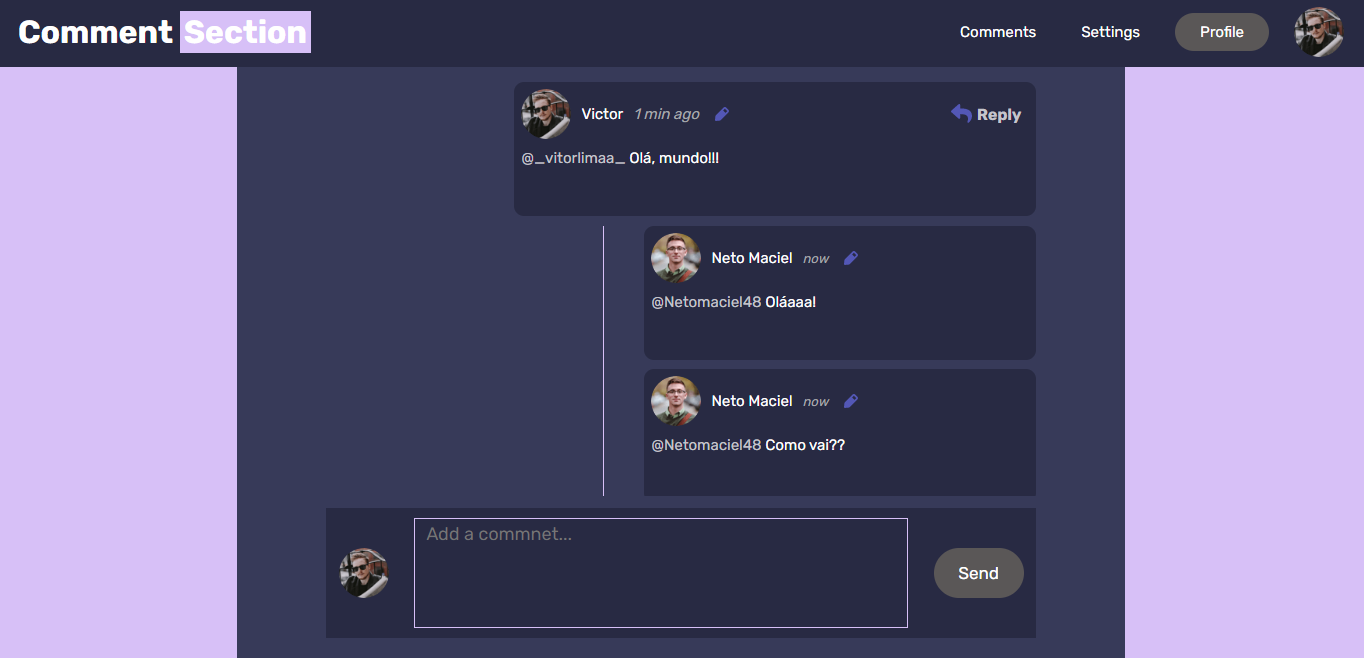 Comment Section
Comments Settings Profile
Victor 1 min ago Reply
@_vitorlimaa_ Olá, mundo!!!
Neto Maciel now
@Netomaciel48 Oláaaa!
Neto Maciel now
@Netomaciel48 Como vai??
Add a commnet...
Send